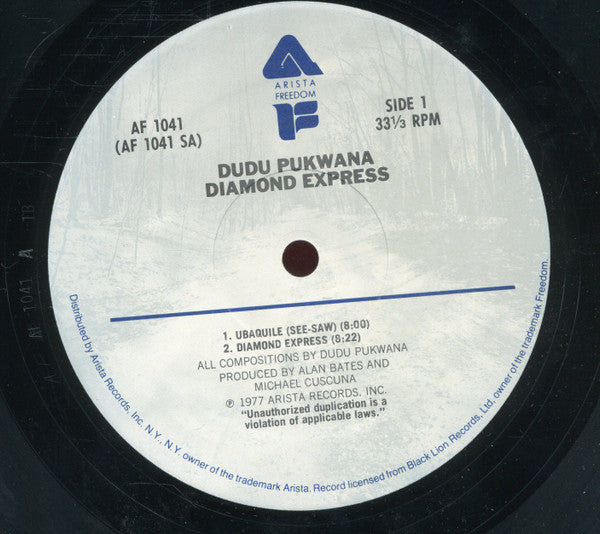 ARISTA
FREEDOM
F
AF 1041
(AF 1041 SA)
SIDE 1
33⅓ RPM
DUDU PUKWANA
DIAMOND EXPRESS
1. UBAQUILE (SEE-SAW) (8:00)
2. DIAMOND EXPRESS (8:22)
ALL COMPOSITIONS BY DUDU PUKWANA
PRODUCED BY ALAN BATES AND
MICHAEL CUSCUNA
℗ 1977 ARISTA RECORDS, INC.
"Unauthorized duplication is a
violation of applicable laws."
Distributed by Arista Records, Inc. N.Y., N.Y. owner of the trademark Arista. Record licensed from Black Lion Records, Ltd, owner of the trademark Freedom.